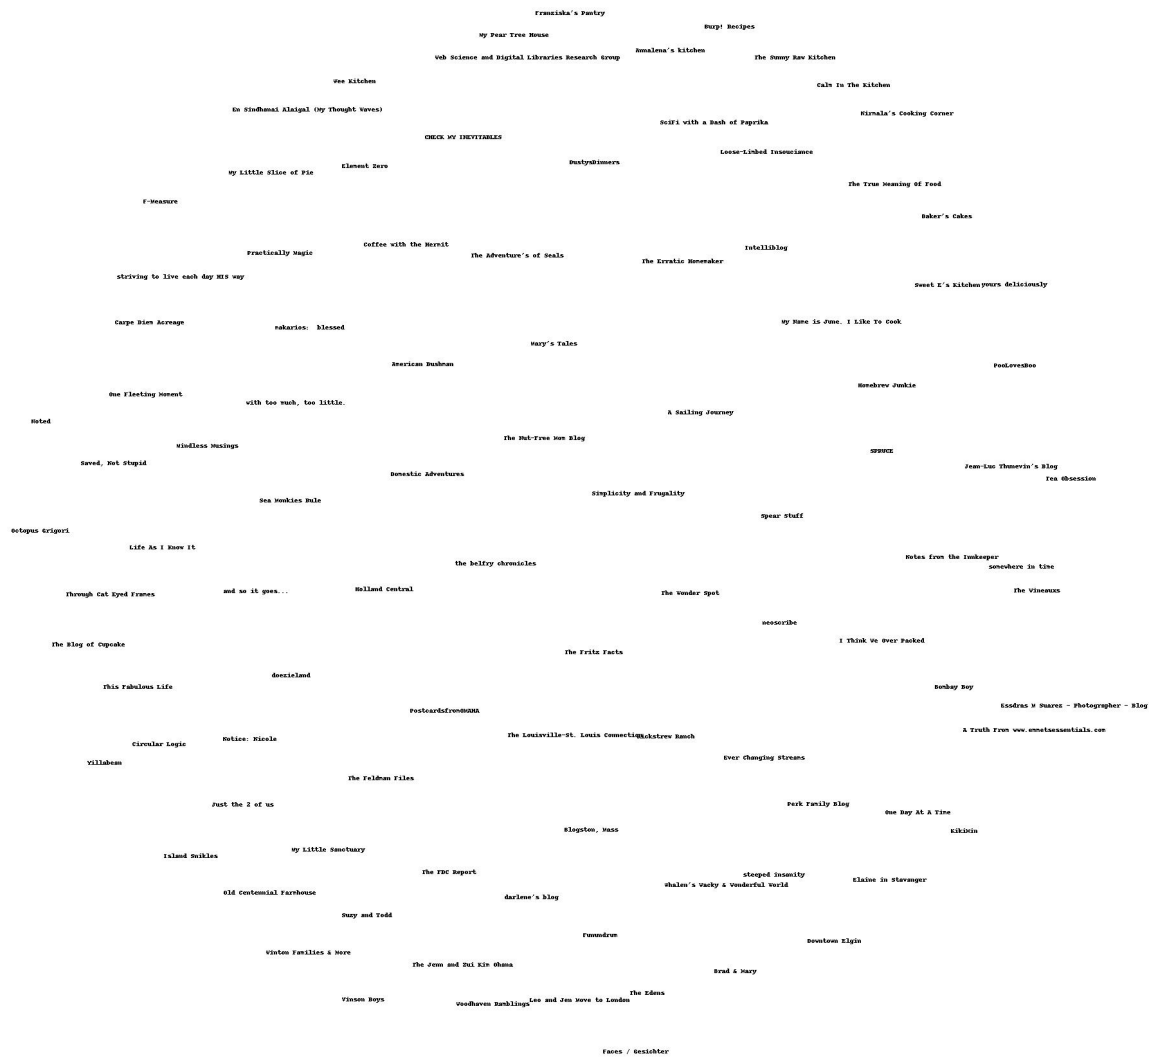 Franziska's Pantry
Burp! Recipes
My Pear Tree House
Annalena's kitchen
Web Science and Digital Libraries Research Group
The Sunny Raw Kitchen
Wee Kitchen
Calm In The Kitchen
En Sindhanai Alaigal (My Thought Waves)
Nirmala's Cooking Corner
SciFi with a Dash of Paprika
CHECK MY INEVITABLES
Loose-Limbed Insouciance
DustysDinners
Element Zero
My Little Slice of Pie
The True Meaning Of Food
F-Measure
Baker's Cakes
Coffee with the Hermit
Intelliblog
Practically Magic
The Adventure's of Seals
The Erratic Homemaker
striving to live each day HIS way
Sweet E's Kitchen
yours deliciously
Carpe Diem Acreage
My Name is June. I Like To Cook
makarios: blessed
Mary's Tales
American Bushman
PooLovesBoo
Homebrew Junkie
One Fleeting Moment
with too much, too little.
A Sailing Journey
Noted
The Nut-Free Mom Blog
Mindless Musings
SPRUCE
Saved, Not Stupid
Jean-Luc Thunevin's Blog
Domestic Adventures
Tea Obsession
Simplicity and Frugality
Sea Monkies Rule
Spear Stuff
Octopus Grigori
Life As I Know It
Notes from the Innkeeper
the belfry chronicles
somewhere in time
Holland Central
The Vineauxs
and so it goes...
The Wonder Spot
Through Cat Eyed Frames
neoscribe
I Think We Over Packed
The Blog of Cupcake
The Fritz Facts
doozieland
This Fabulous Life
Bombay Boy
Essdras M Suarez - Photographer - Blog
PostcardsfromOMAHA
A Truth From www.emmotsessentials.com
The Louisville-St. Louis Connection
Rockstrew Ranch
Notice: Nicole
Circular Logic
Ever Changing Streams
Yillabean
The Feldman Files
Just the 2 of us
Perk Family Blog
One Day At A Time
Blogston, Mass
KikiMin
My Little Sanctuary
Island Snikles
The FDC Report
steeped insanity
Elaine in Stavanger
Whalen's Wacky & Wonderful World
Old Centennial Farmhouse
darlene's blog
Suzy and Todd
Funundrum
Downtown Elgin
Winton Families & More
The Jenn and Zui Kim Ohana
Brad & Mary
The Edens
Vinson Boys
Leo and Jen Move to London
Woodhaven Ramblings
Faces / Gesichter